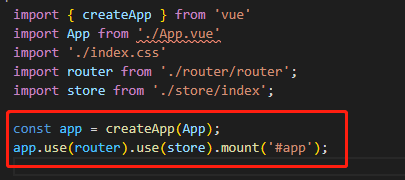 import { createApp } from 'vue'
import App from './App.vue'
import './index.css'
import router from './router/router';
import store from './store/index';
const app = createApp(App);
app.use(router).use(store).mount('#app');